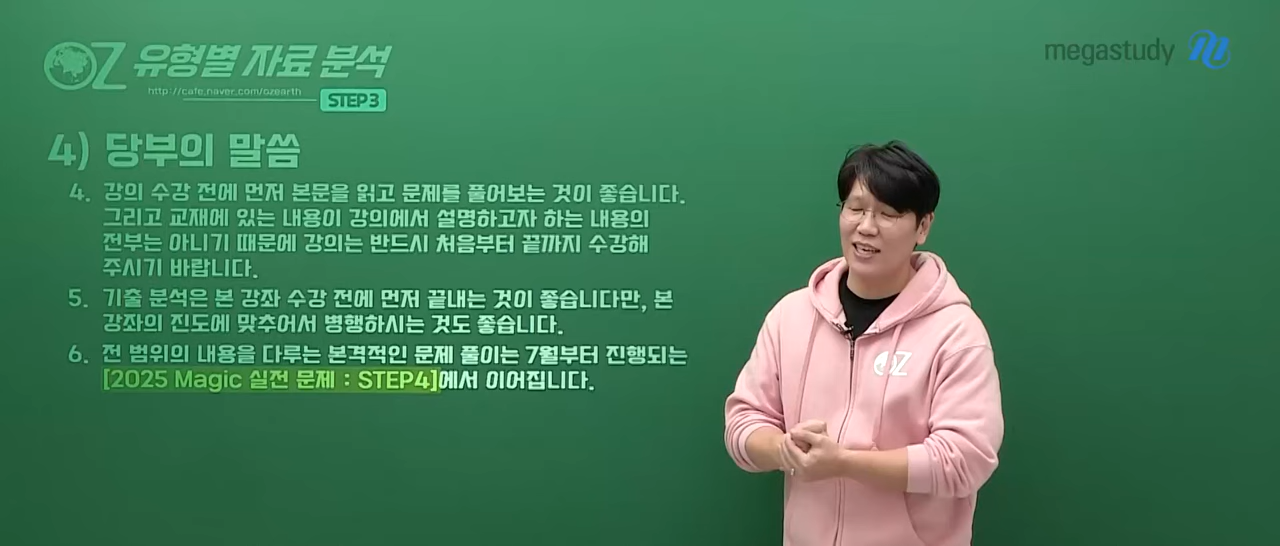 OZ 유형별 자료 분석
http://cafe.naver.com/ozearth
STEP3
megastudy
4) 당부의 말씀
4. 강의 수강 전에 먼저 본문을 읽고 문제를 풀어보는 것이 좋습니다.
그리고 교재에 있는 내용이 강의에서 설명하고자 하는 내용의
전부는 아니기 때문에 강의는 반드시 처음부터 끝까지 수강해
주시기 바랍니다.
5. 기출 분석은 본 강좌 수강 전에 먼저 끝내는 것이 좋습니다만, 본
강좌의 진도에 맞추어서 병행하시는 것도 좋습니다.
6. 전 범위의 내용을 다루는 본격적인 문제 풀이는 7월부터 진행되는
[2025 Magic 실전 문제 : STEP4]에서 이어집니다.
OZ